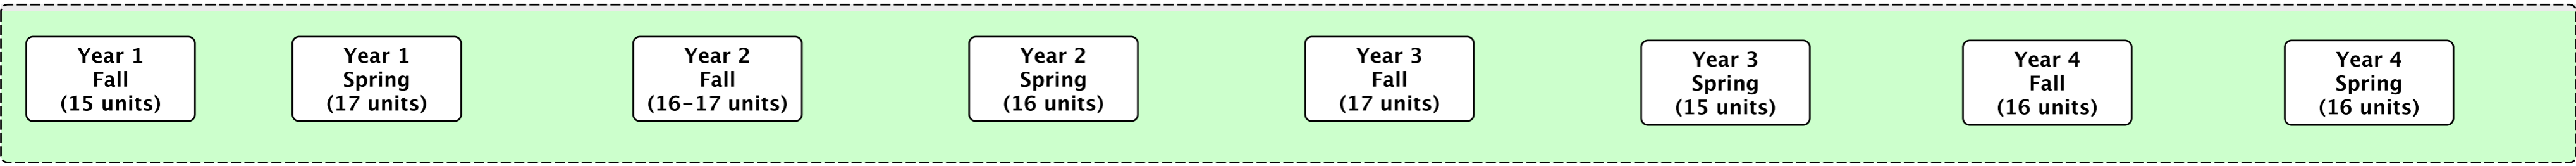 Year 1
Fall
(15 units)
Year 1
Spring
(17 units)
Year 2
Fall
(16-17 units)
Year 2
Spring
(16 units)
Year 3
Fall
(17 units)
Year 3
Spring
(15 units)
Year 4
Fall
(16 units)
Year 4
Spring
(16 units)